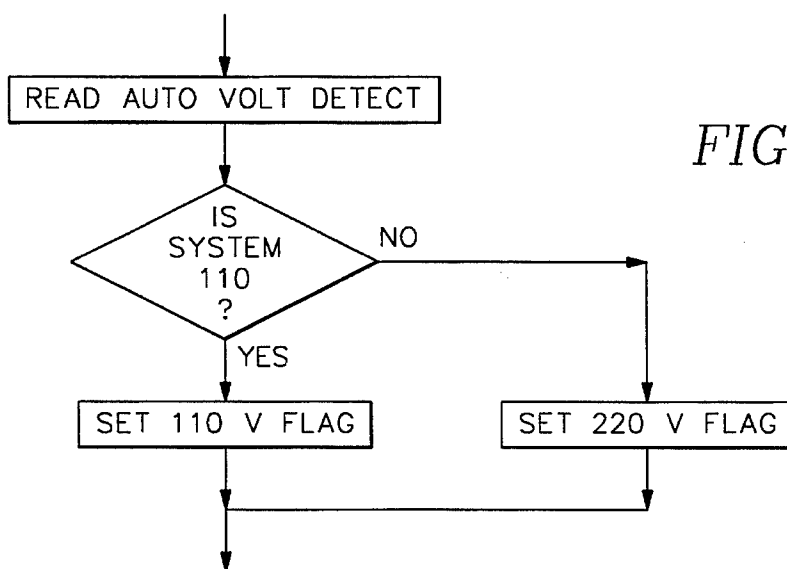 READ AUTO VOLT DETECT
FIG
IS
SYSTEM
110
?
NO
YES
SET 110 V FLAG
SET 220 V FLAG